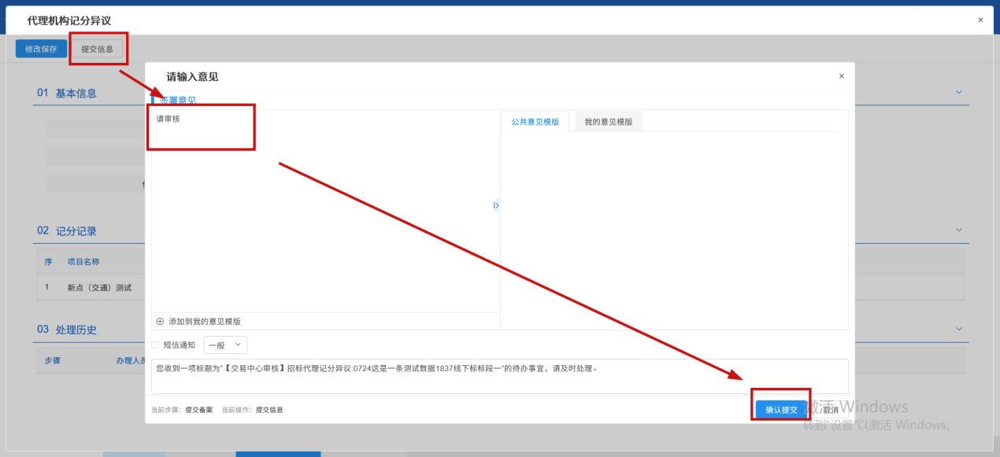 代理机构记分异议
×
修改保存
提交信息
请输入意见
×
01 基本信息
签署意见
请审核
公共意见模版
我的意见模版
02 记分记录
序 项目名称
1 新点（交通）测试
添加到我的意见模版
03 处理历史
短信通知 一般
步骤
办理人员
您收到一项标题为"【交易中心审核】招标代理记分异议:0724这是一条测试数据1837线下标标段一"的待办事宜，请及时处理。
当前步骤：提交备案 当前操作：提交信息
确认提交
取消
激活 Windows
转到"设置"以激活 Windows。